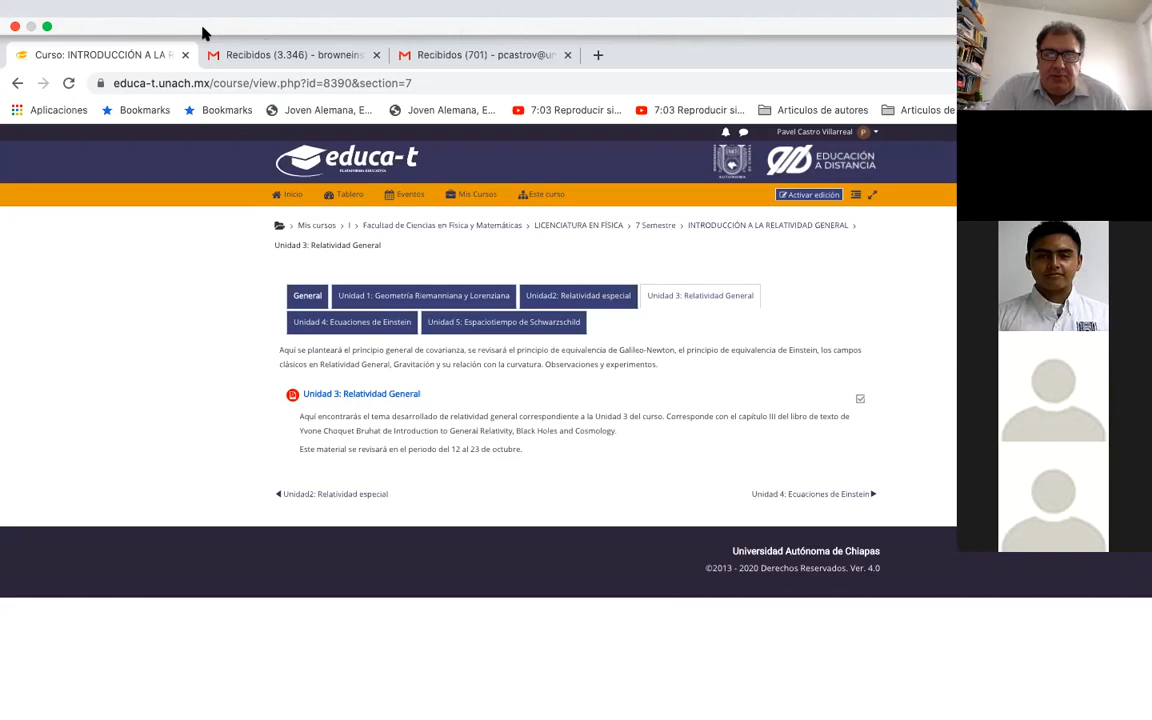 Curso: INTRODUCCIÓN A LA R
Recibidos (3.346) - browneins
Recibidos (701) - pcastrov@un
educa-t.unach.mx/course/view.php?id=8390&section=7
Aplicaciones
Bookmarks
Bookmarks
Joven Alemana, E...
Joven Alemana, E...
7:03 Reproducir si...
7:03 Reproducir si...
Articulos de autores
Articulos de
Pavel Castro Villarreal P
educa-t
PLATAFORMA EDUCATIVA
AUTÓNOMA
EDUCACIÓN
A DISTANCIA
Inicio
Tablero
Eventos
Mis Cursos
Este curso
Activar edición
Mis cursos › I › Facultad de Ciencias en Física y Matemáticas › LICENCIATURA EN FÍSICA › 7 Semestre › INTRODUCCIÓN A LA RELATIVIDAD GENERAL ›
Unidad 3: Relatividad General
General
Unidad 1: Geometría Riemanniana y Lorenziana
Unidad2: Relatividad especial
Unidad 3: Relatividad General
Unidad 4: Ecuaciones de Einstein
Unidad 5: Espaciotiempo de Schwarzschild
Aquí se planteará el principio general de covarianza, se revisará el principio de equivalencia de Galileo-Newton, el principio de equivalencia de Einstein, los campos
clásicos en Relatividad General, Gravitación y su relación con la curvatura. Observaciones y experimentos.
Unidad 3: Relatividad General
Aquí encontrarás el tema desarrollado de relatividad general correspondiente a la Unidad 3 del curso. Corresponde con el capítulo III del libro de texto de
Yvone Choquet Bruhat de Introduction to General Relativity, Black Holes and Cosmology.
Este material se revisará en el periodo del 12 al 23 de octubre.
Unidad2: Relatividad especial
Unidad 4: Ecuaciones de Einstein
Universidad Autónoma de Chiapas
©2013 - 2020 Derechos Reservados. Ver. 4.0